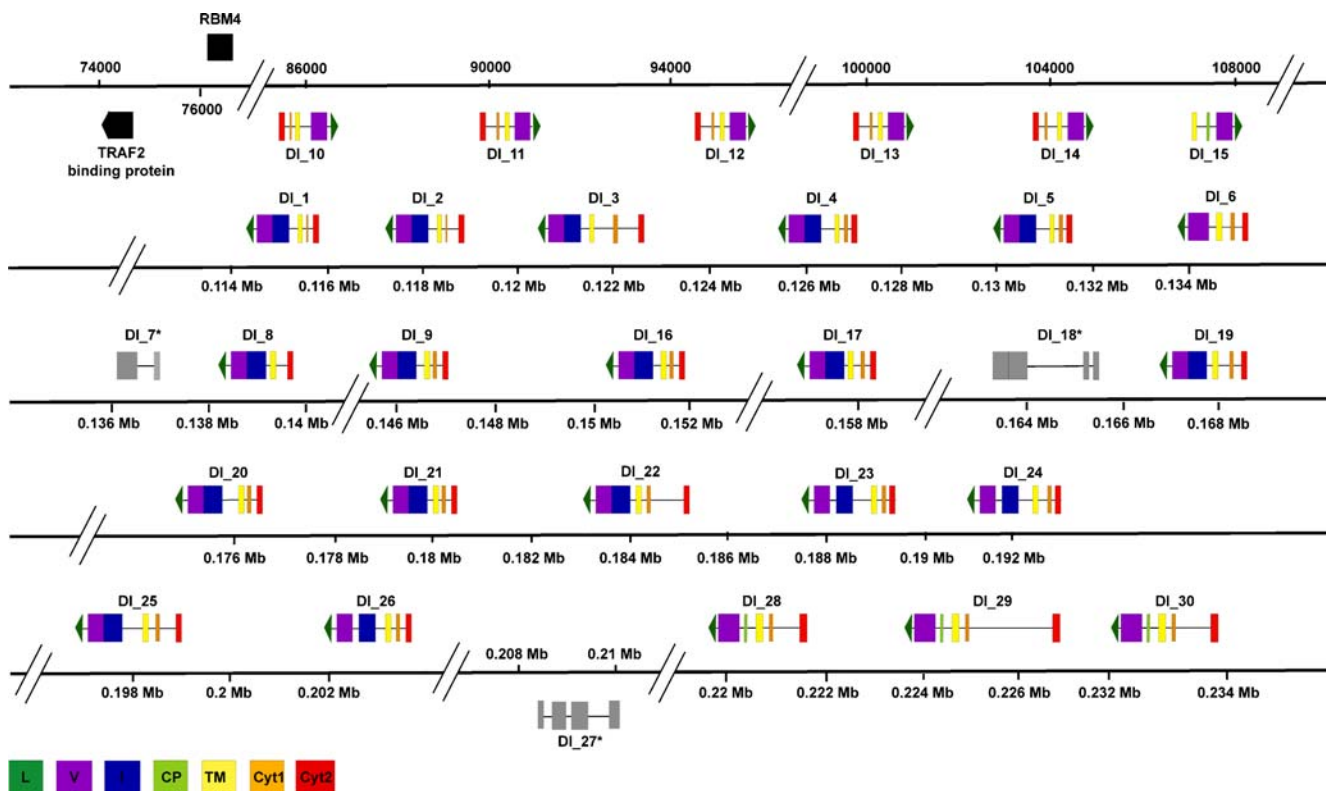 RBM4
74000
86000
90000
94000
100000
104000
108000
76000
TRAF2
binding protein
DI_10
DI_11
DI_12
DI_13
DI_14
DI_15
DI_1
DI_2
DI_3
DI_4
DI_5
DI_6
0.114 Mb
0.116 Mb
0.118 Mb
0.12 Mb
0.122 Mb
0.124 Mb
0.126 Mb
0.128 Mb
0.13 Mb
0.132 Mb
0.134 Mb
DI_7*
DI_8
DI_9
DI_16
DI_17
DI_18*
DI_19
0.136 Mb
0.138 Mb
0.14 Mb
0.146 Mb
0.148 Mb
0.15 Mb
0.152 Mb
0.158 Mb
0.164 Mb
0.166 Mb
0.168 Mb
DI_20
DI_21
DI_22
DI_23
DI_24
0.176 Mb
0.178 Mb
0.18 Mb
0.182 Mb
0.184 Mb
0.186 Mb
0.188 Mb
0.19 Mb
0.192 Mb
DI_25
DI_26
DI_28
DI_29
DI_30
0.208 Mb
0.21 Mb
0.198 Mb
0.2 Mb
0.202 Mb
0.22 Mb
0.222 Mb
0.224 Mb
0.226 Mb
0.232 Mb
0.234 Mb
DI_27*
L
V
I
CP
TM
Cyt1
Cyt2